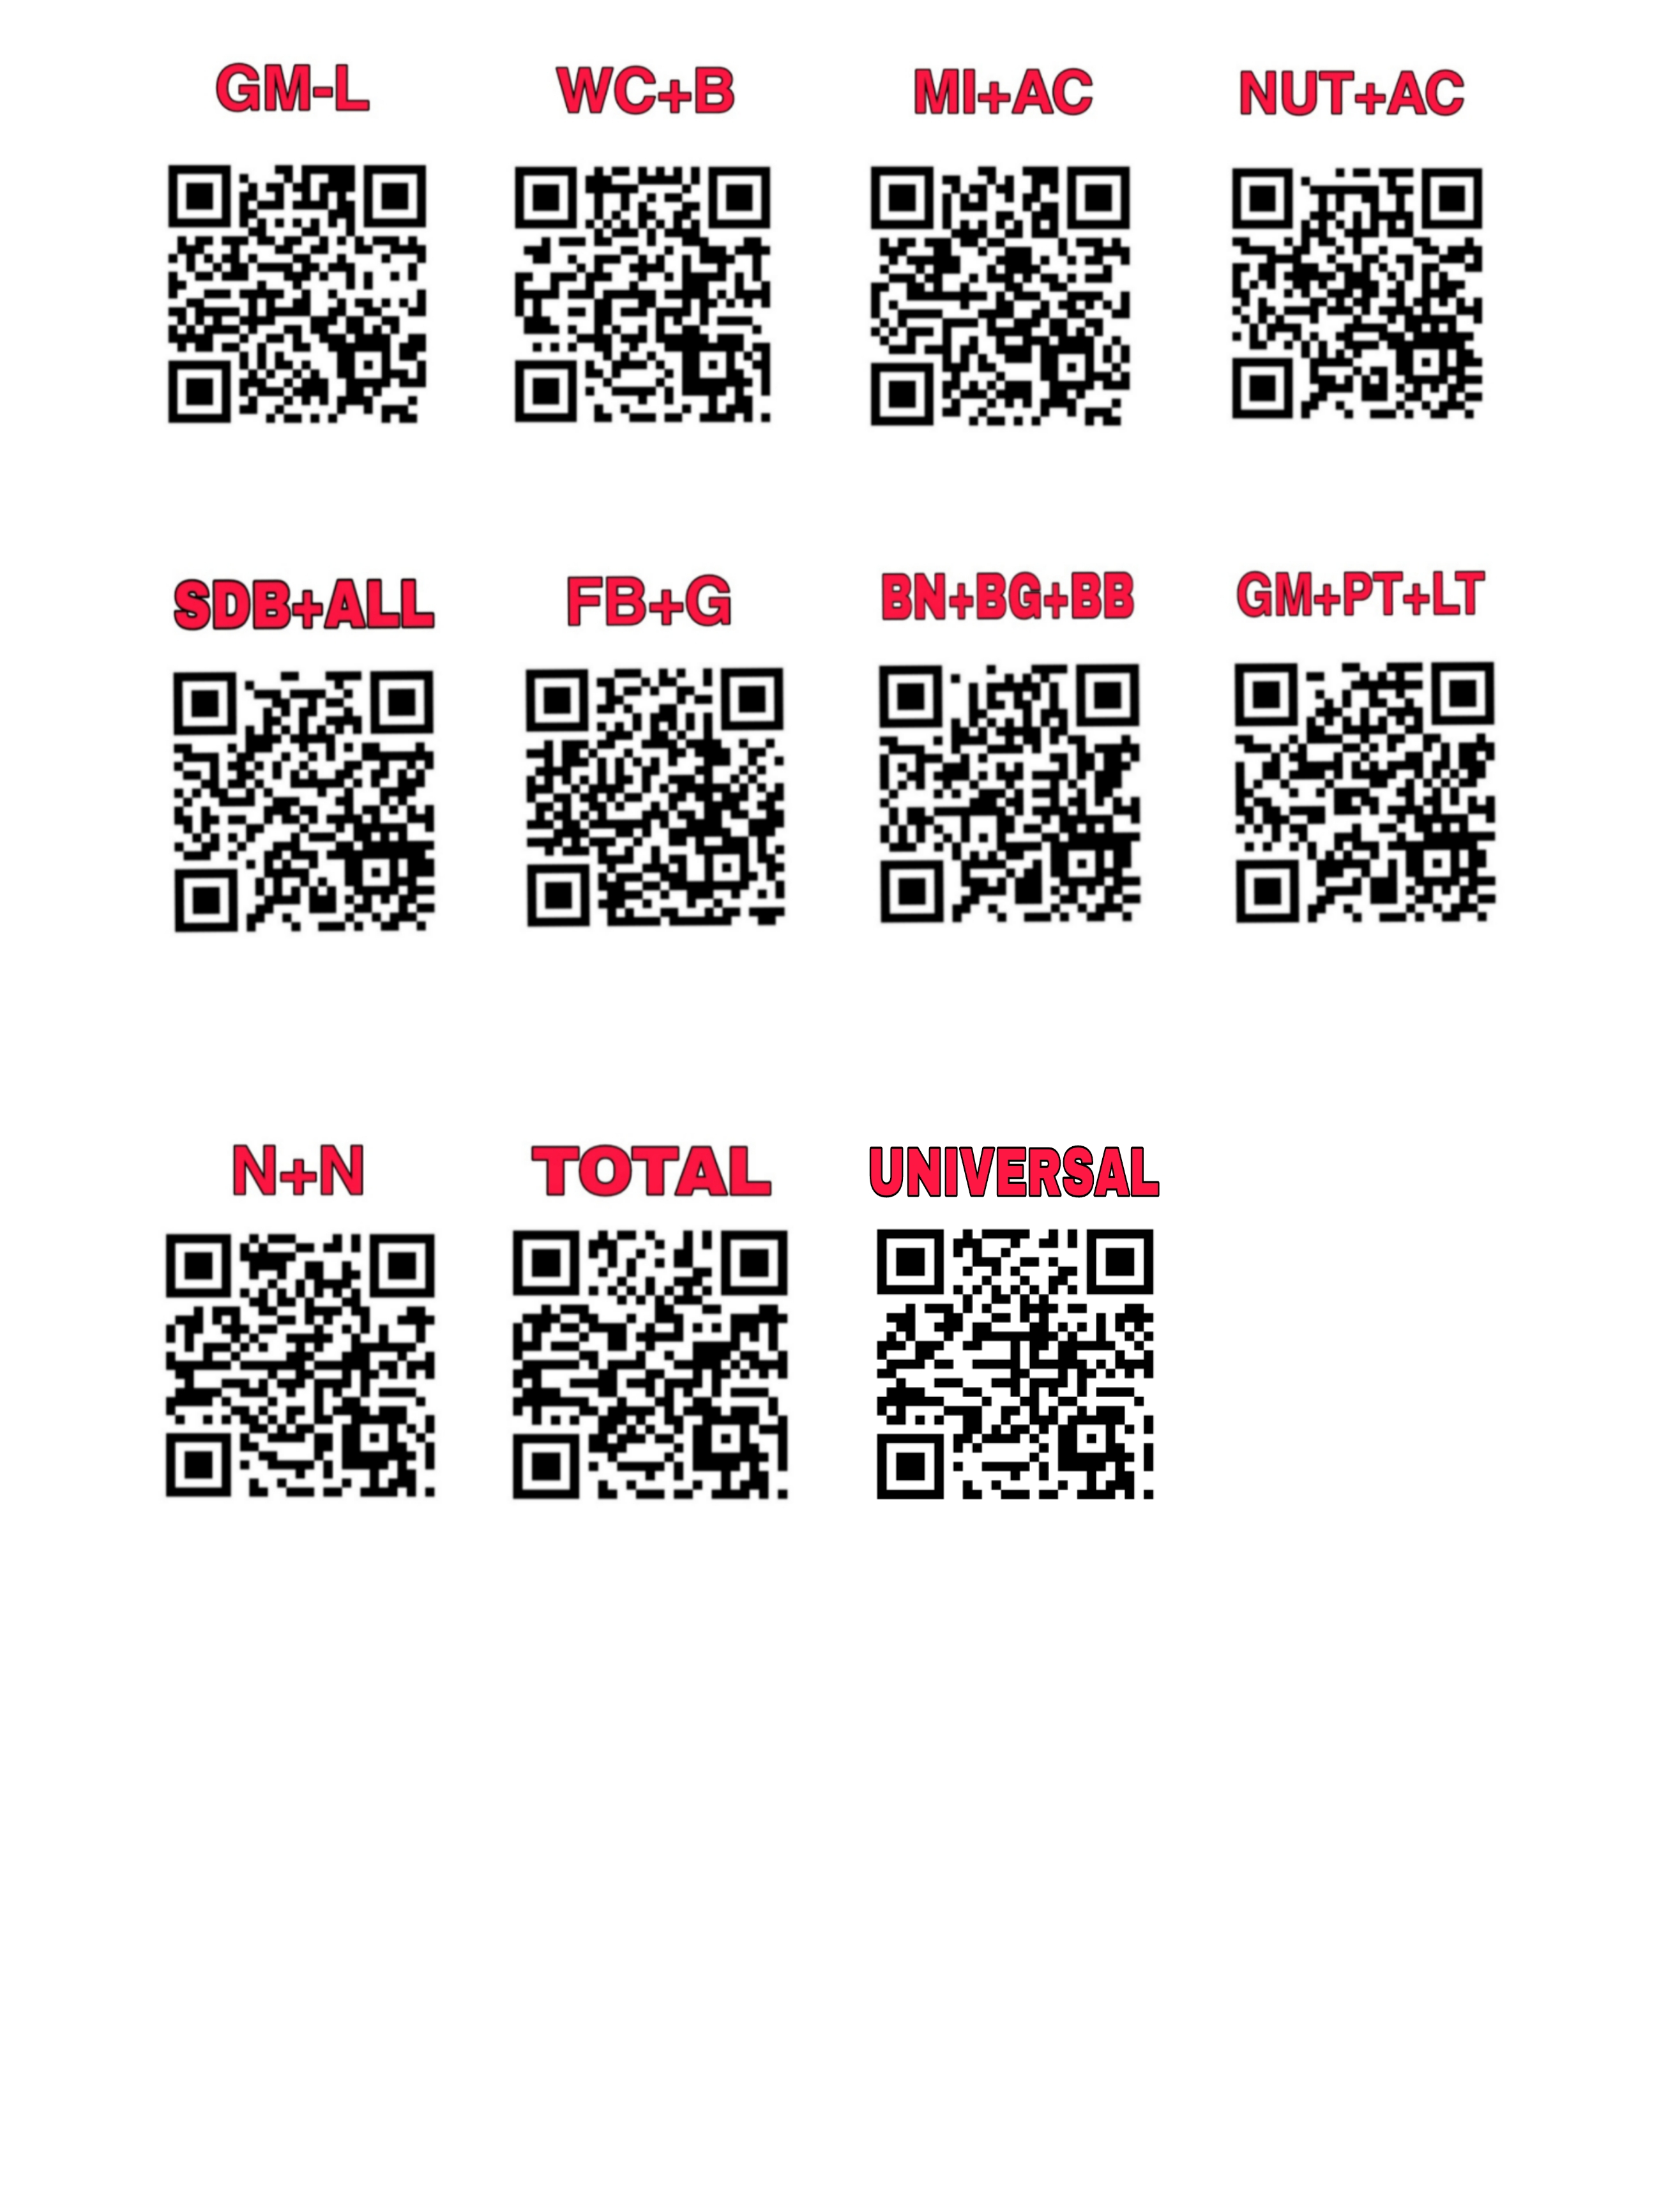 GM-L WC+B MI+AC NUT+AC
SDB+ALL FB+G BN+BG+BB GM+PT+LT
N+N TOTAL UNIVERSAL